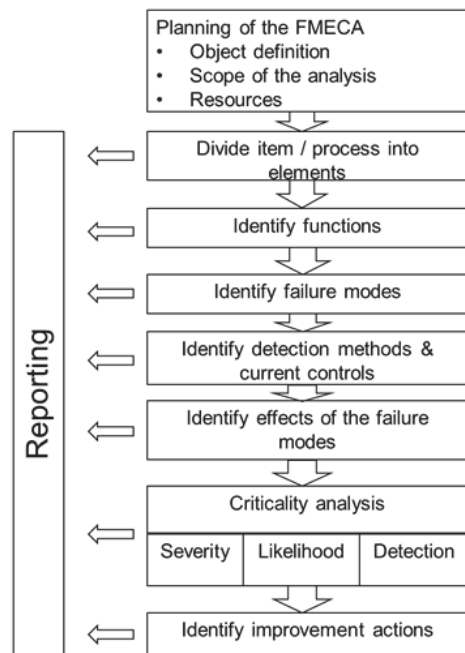 Planning of the FMECA
• Object definition
• Scope of the analysis
• Resources
Divide item / process into
elements
Identify functions
Identify failure modes
Identify detection methods &
current controls
Identify effects of the failure
modes
Criticality analysis
Severity
Likelihood
Detection
Identify improvement actions
Reporting